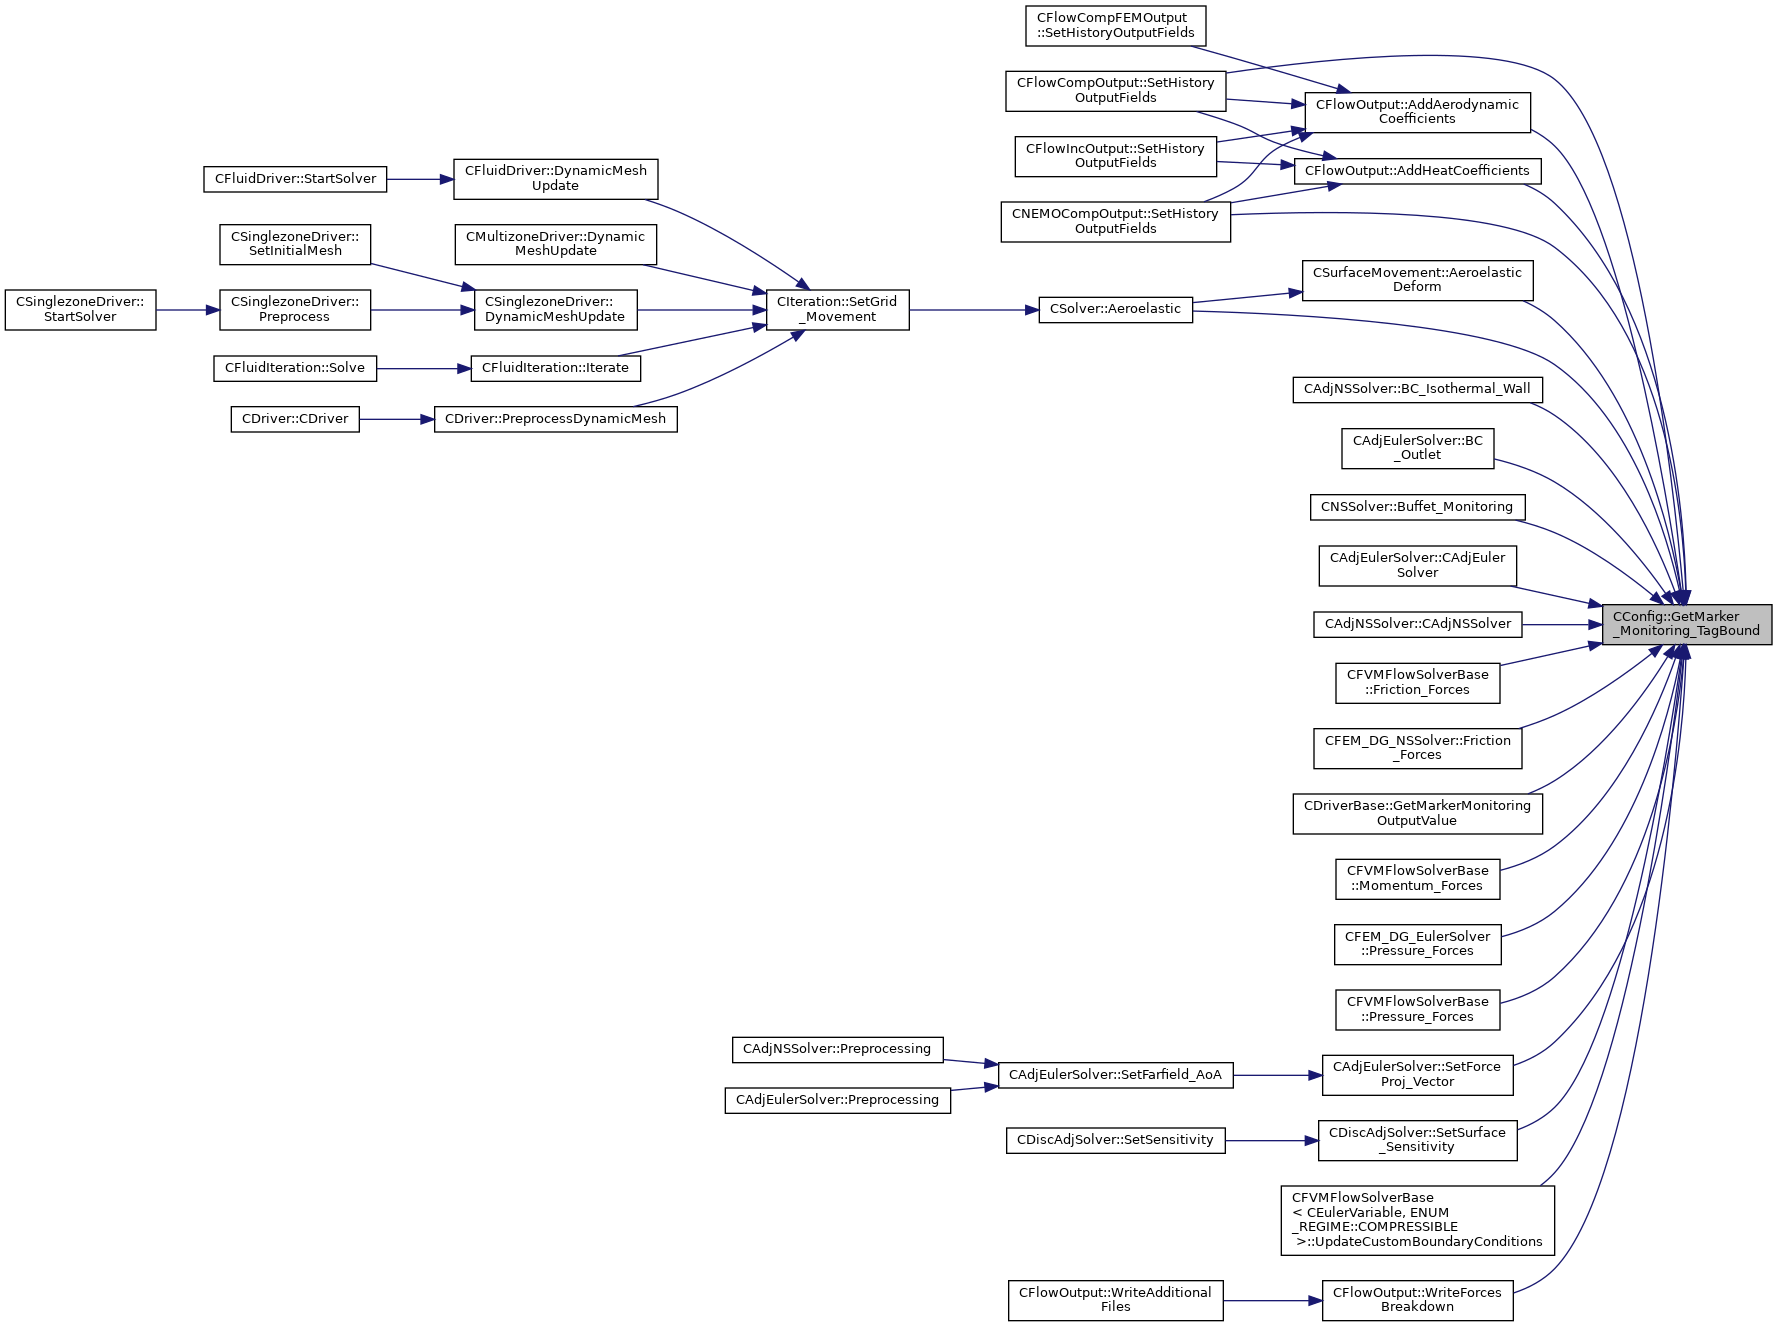 CFlowCompFEMOutput
::SetHistoryOutputFields
CFlowCompOutput::SetHistory
OutputFields
CFlowOutput::AddAerodynamic
Coefficients
CFlowIncOutput::SetHistory
OutputFields
CFlowOutput::AddHeatCoefficients
CNEMOCompOutput::SetHistory
OutputFields
CFluidDriver::StartSolver
CFluidDriver::DynamicMesh
Update
CSinglezoneDriver::
SetInitialMesh
CMultizoneDriver::Dynamic
MeshUpdate
CSinglezoneDriver::
StartSolver
CSinglezoneDriver::
Preprocess
CSinglezoneDriver::
DynamicMeshUpdate
CIteration::SetGrid
_Movement
CSolver::Aeroelastic
CSurfaceMovement::Aeroelastic
Deform
CFluidIteration::Solve
CFluidIteration::Iterate
CDriver::CDriver
CDriver::PreprocessDynamicMesh
CAdjNSSolver::BC_Isothermal_Wall
CAdjEulerSolver::BC
_Outlet
CNSSolver::Buffet_Monitoring
CAdjEulerSolver::CAdjEuler
Solver
CAdjNSSolver::CAdjNSSolver
CConfig::GetMarker
_Monitoring_TagBound
CFVMFlowSolverBase
::Friction_Forces
CFEM_DG_NSSolver::Friction
_Forces
CDriverBase::GetMarkerMonitoring
OutputValue
CFVMFlowSolverBase
::Momentum_Forces
CFEM_DG_EulerSolver
::Pressure_Forces
CFVMFlowSolverBase
::Pressure_Forces
CAdjNSSolver::Preprocessing
CAdjEulerSolver::Preprocessing
CAdjEulerSolver::SetFarfield_AoA
CAdjEulerSolver::SetForce
Proj_Vector
CDiscAdjSolver::SetSensitivity
CDiscAdjSolver::SetSurface
_Sensitivity
CFVMFlowSolverBase
< CEulerVariable, ENUM
_REGIME::COMPRESSIBLE
>::UpdateCustomBoundaryConditions
CFlowOutput::WriteAdditional
Files
CFlowOutput::WriteForces
Breakdown